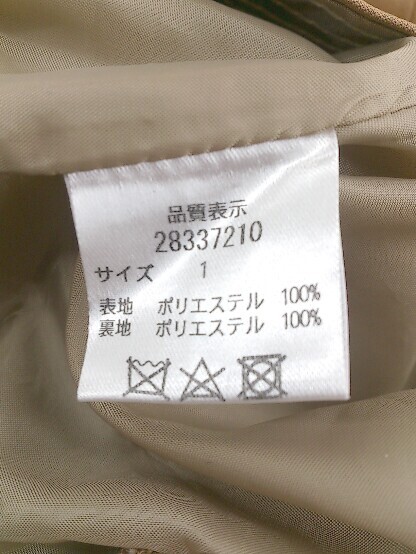 品質表示
28337210
サイズ 1
表地 ポリエステル 100%
裏地 ポリエステル 100%